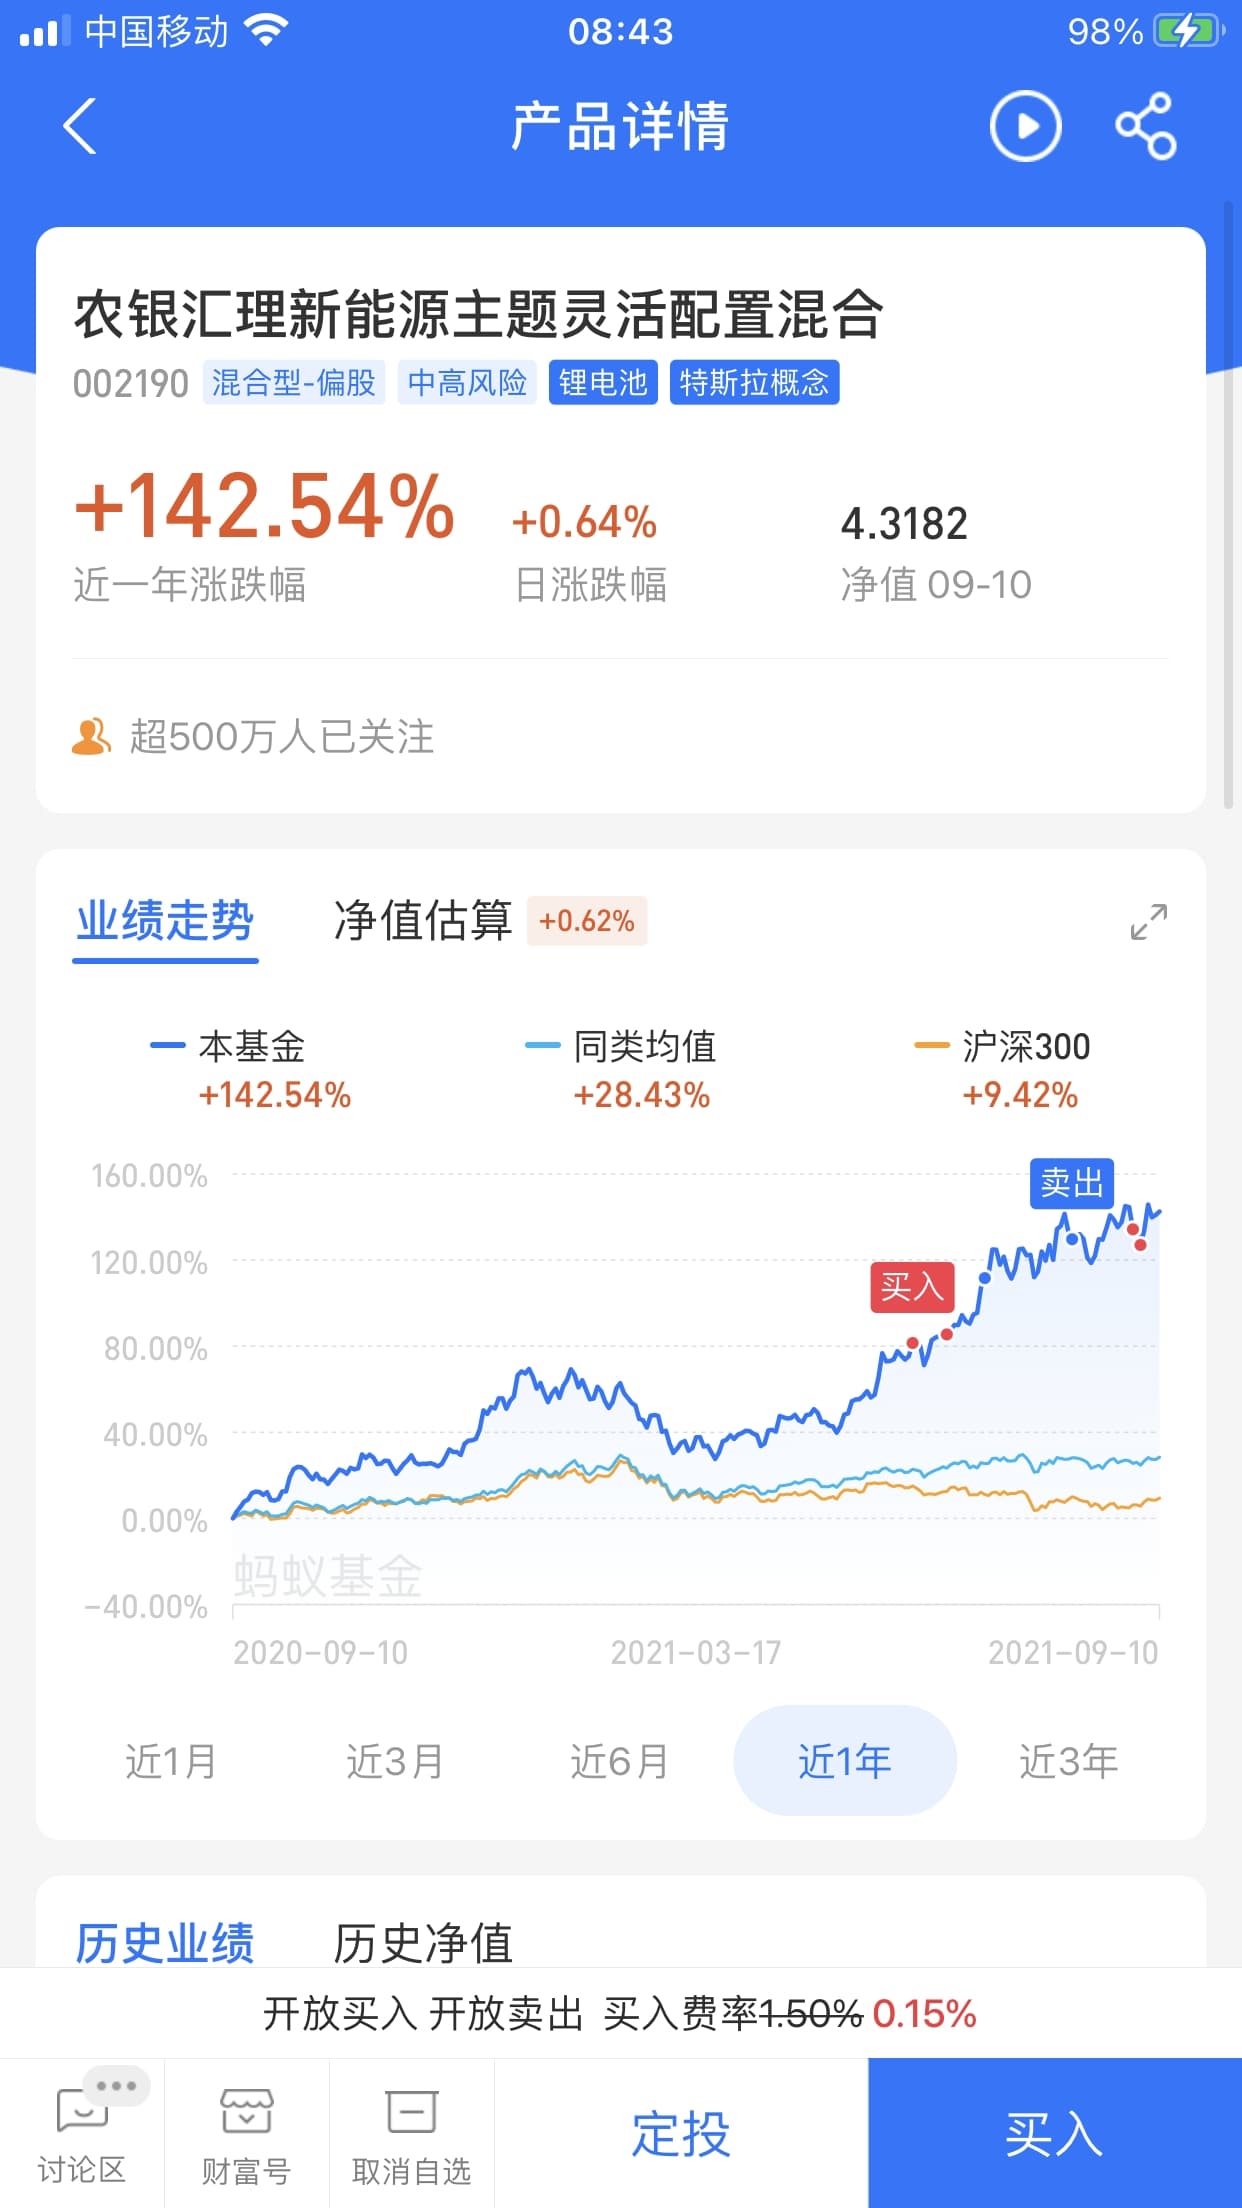 中国移动 08:43 98%
产品详情
农银汇理新能源主题灵活配置混合
002190 混合型-偏股 中高风险 锂电池 特斯拉概念
+142.54% +0.64% 4.3182
近一年涨跌幅 日涨跌幅 净值 09-10
超500万人已关注
业绩走势 净值估算 +0.62%
本基金 同类均值 沪深300
+142.54% +28.43% +9.42%
160.00%
卖出
120.00%
买入
80.00%
40.00%
0.00%
蚂蚁基金
-40.00%
2020-09-10 2021-03-17 2021-09-10
近1月 近3月 近6月 近1年 近3年
历史业绩 历史净值
开放买入 开放卖出 买入费率1.50% 0.15%
讨论区 财富号 取消自选 定投 买入